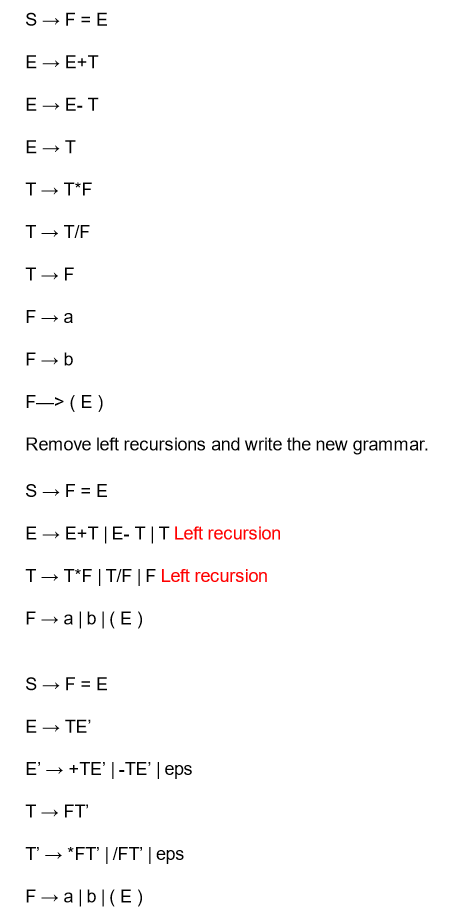 S → F = E
E → E+T
E → E- T
E → T
T → T*F
T → T/F
T → F
F → a
F → b
F—> ( E )
Remove left recursions and write the new grammar.
S → F = E
E → E+T | E- T | T Left recursion
T → T*F | T/F | F Left recursion
F → a | b | ( E )
S → F = E
E → TE’
E’ → +TE’ | -TE’ | eps
T → FT’
T’ → *FT’ | /FT’ | eps
F → a | b | ( E )